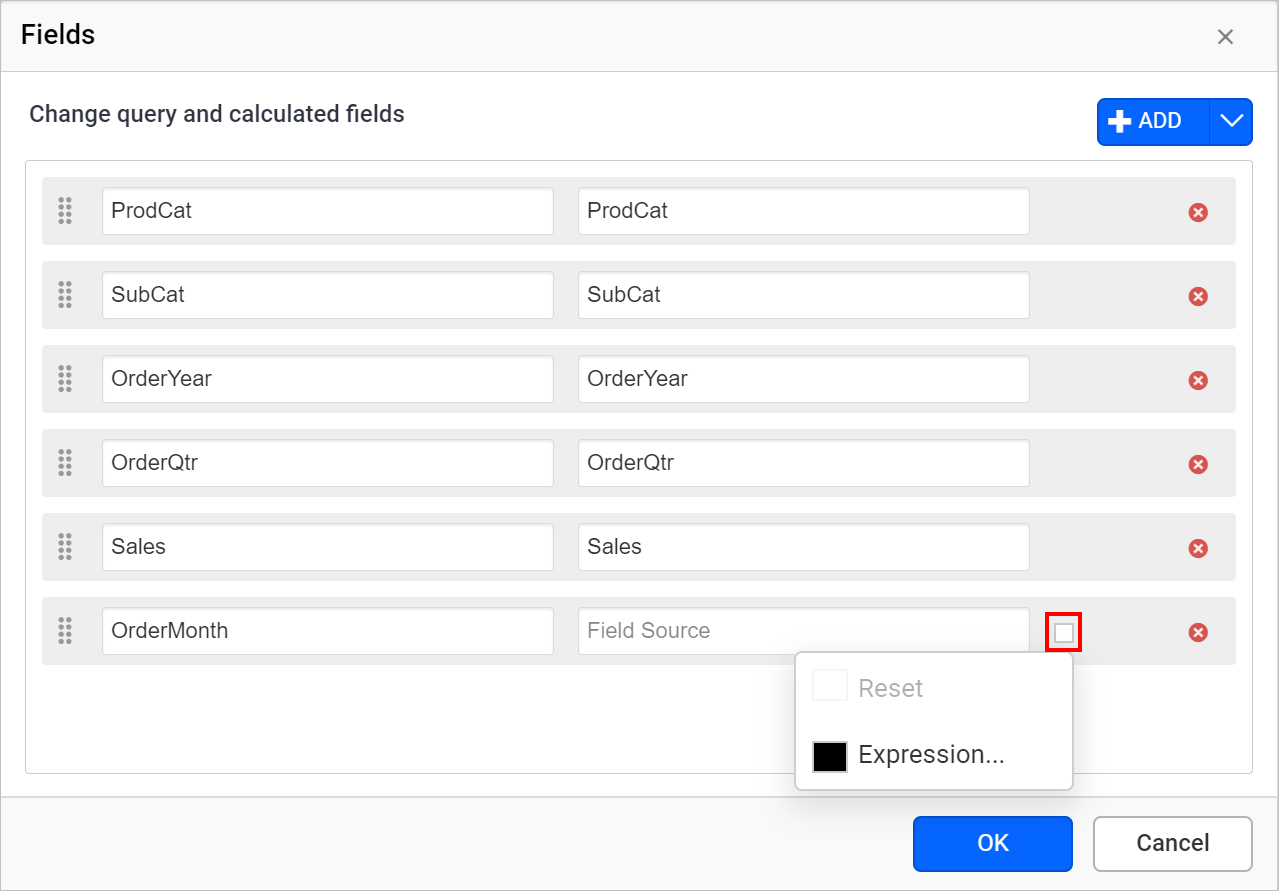 Fields
Change query and calculated fields
ADD
ProdCat ProdCat
SubCat SubCat
OrderYear OrderYear
OrderQtr OrderQtr
Sales Sales
OrderMonth Field Source
Reset
Expression...
OK Cancel